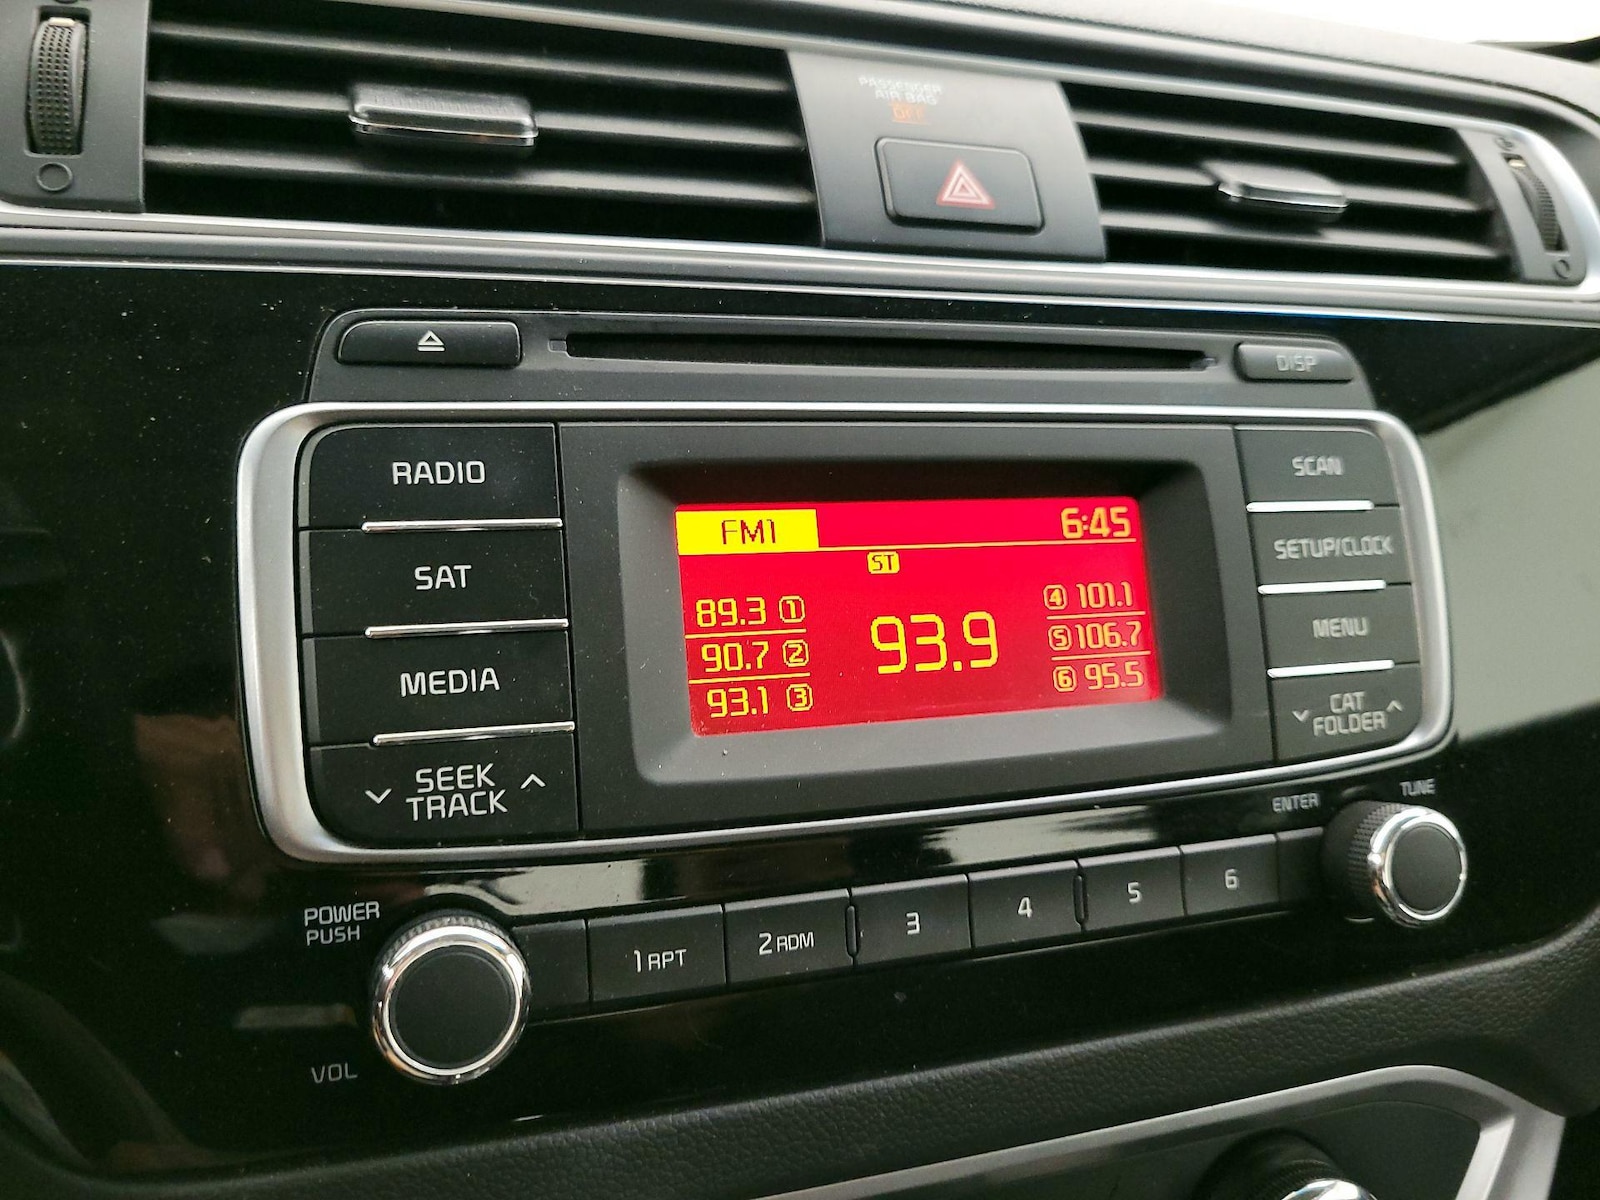 PASSENGER
AIR BAG
OFF
DISP
RADIO
SAT
MEDIA
SEEK
TRACK
FM1
6:45
ST
89.3 1
90.7 2
93.1 3
93.9
4 101.1
5 106.7
6 95.5
SCAN
SETUP/CLOCK
MENU
CAT
FOLDER
ENTER
TUNE
POWER
PUSH
VOL
1 RPT
2 RDM
3
4
5
6